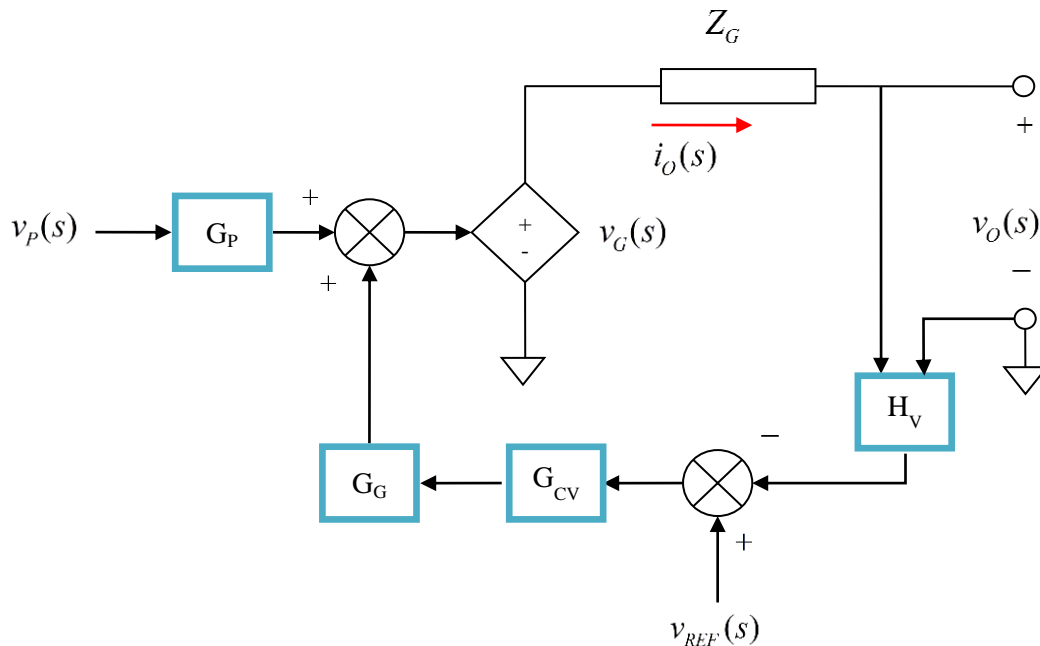 Z_G
+
i_O(s)
v_P(s)
G_P
+
+
+
-
v_G(s)
v_O(s)
−
H_V
−
G_G
G_CV
+
v_REF(s)